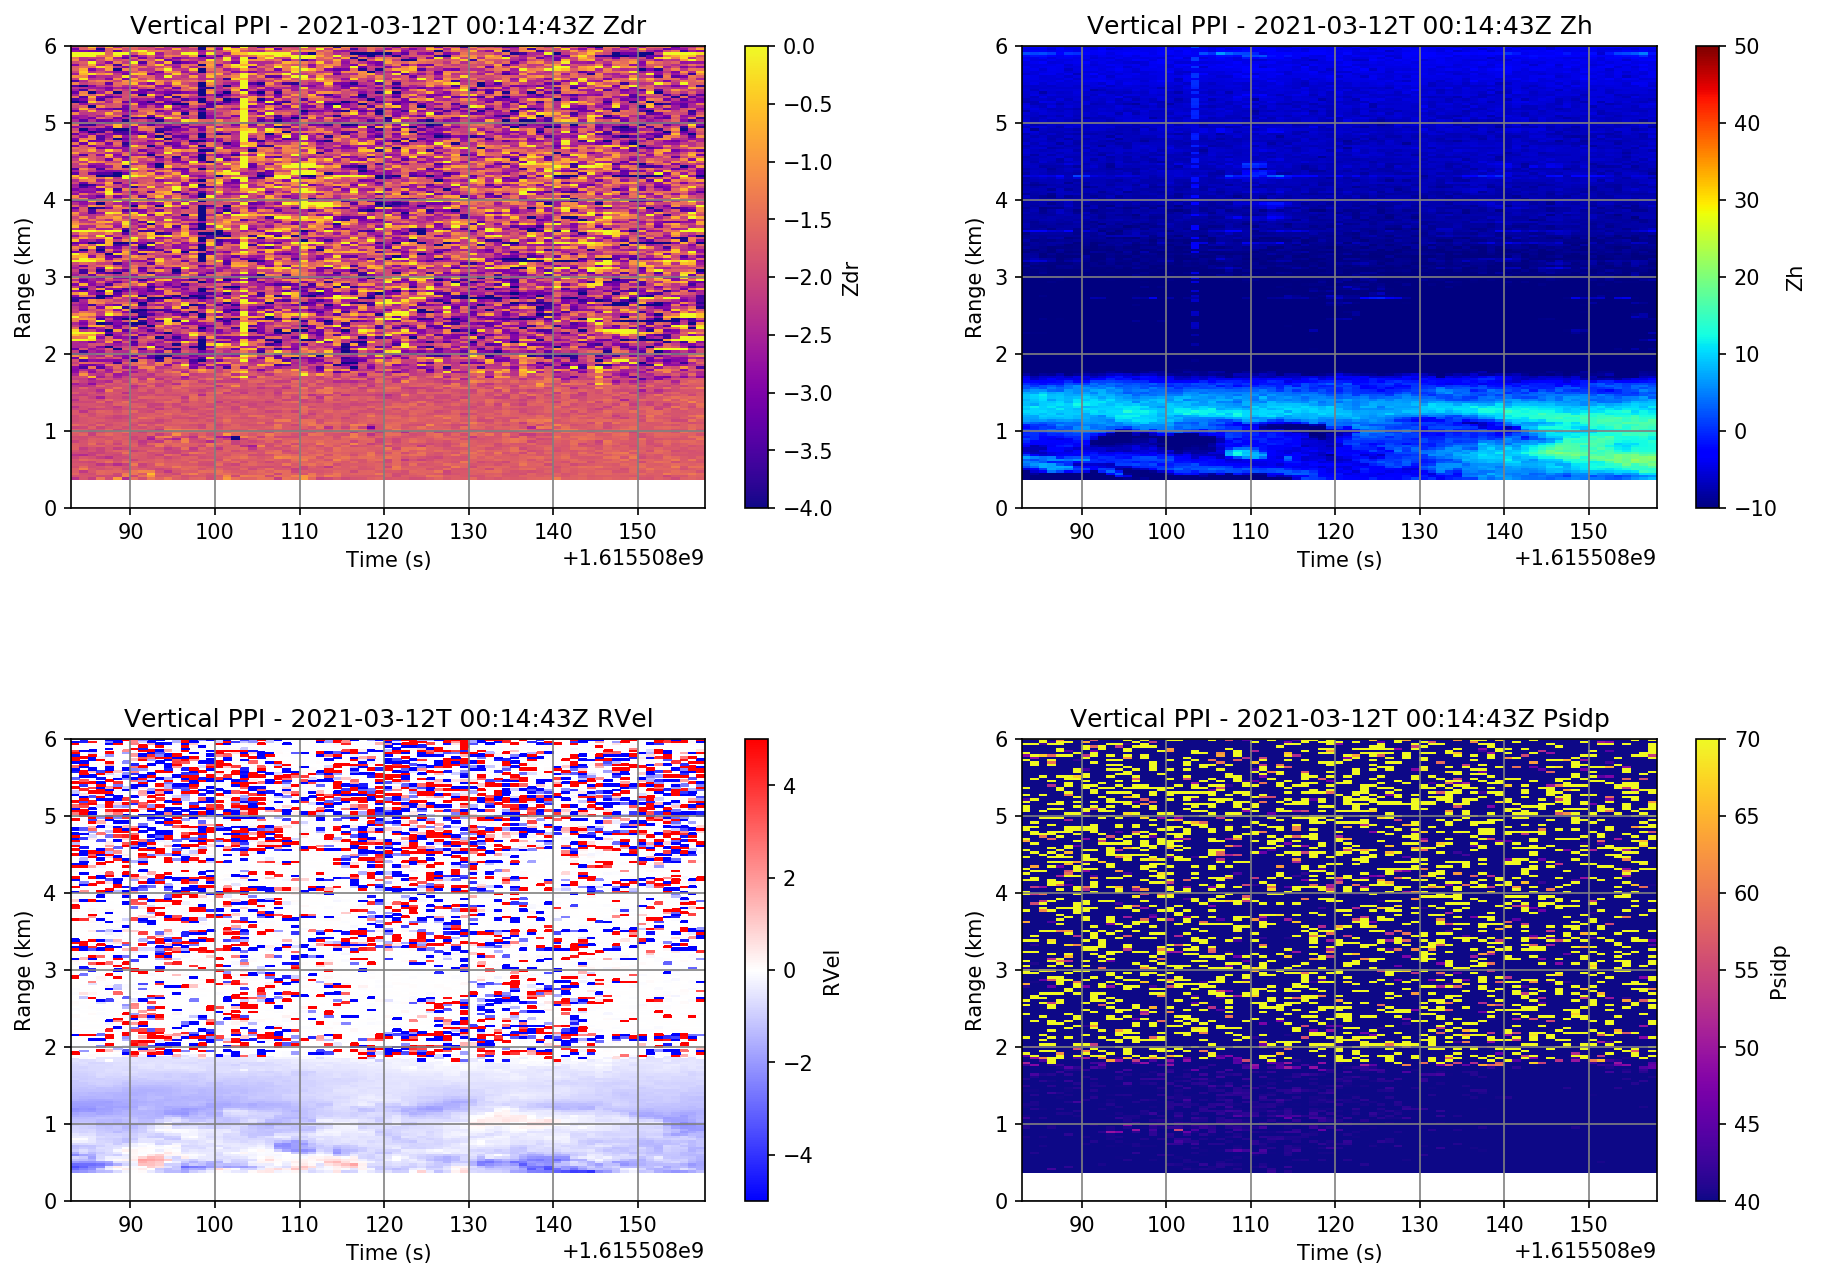 Vertical PPI - 2021-03-12T 00:14:43Z Zdr
6
5
4
3
2
1
0
Range (km)
90 100 110 120 130 140 150
Time (s)
+1.6155508e9
0.0
−0.5
−1.0
−1.5
−2.0
−2.5
−3.0
−3.5
−4.0
Zdr
Vertical PPI - 2021-03-12T 00:14:43Z Zh
6
5
4
3
2
1
0
Range (km)
90 100 110 120 130 140 150
Time (s)
+1.6155508e9
50
40
30
20
10
0
−10
Zh
Vertical PPI - 2021-03-12T 00:14:43Z RVel
6
5
4
3
2
1
0
Range (km)
90 100 110 120 130 140 150
Time (s)
+1.6155508e9
4
2
0
−2
−4
RVel
Vertical PPI - 2021-03-12T 00:14:43Z Psidp
6
5
4
3
2
1
0
Range (km)
90 100 110 120 130 140 150
Time (s)
+1.6155508e9
70
65
60
55
50
45
40
Psidp